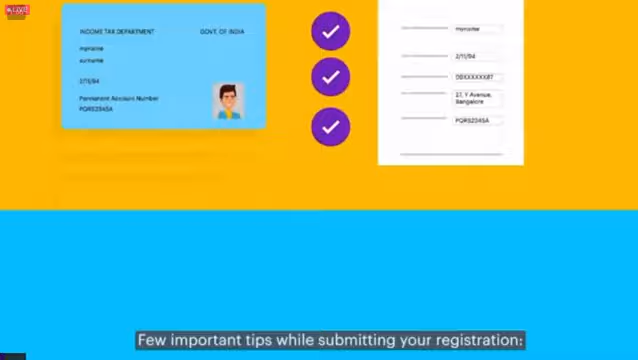 LIVE
INCOME TAX DEPARTMENT GOVT. OF INDIA
myname
surname
2/11/94
Permanent Account Number
PQRS2345A
myname
2/11/94
21, Y Avenue,
Bangalore
PQRS2345A
Few important tips while submitting your registration: